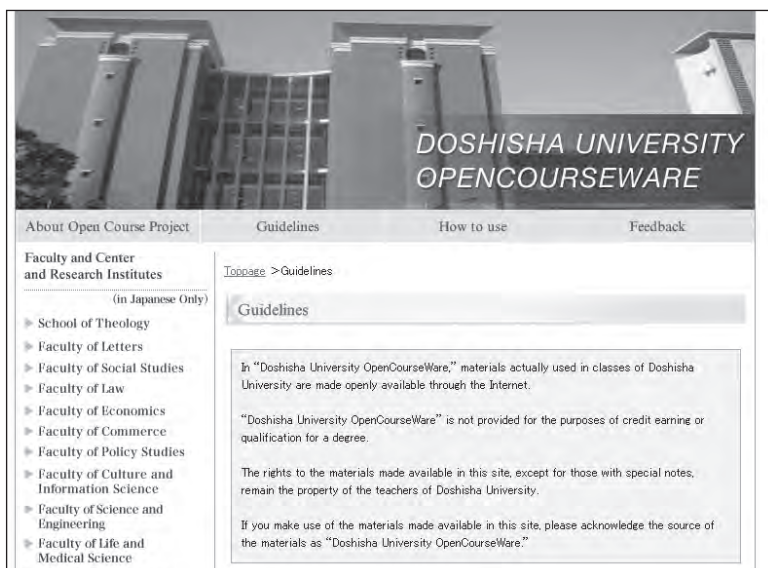 DOSHISHA UNIVERSITY
OPENCOURSEWARE
About Open Course Project
Guidelines
How to use
Feedback
Faculty and Center
and Research Institutes
(in Japanese Only)
School of Theology
Faculty of Letters
Faculty of Social Studies
Faculty of Law
Faculty of Economics
Faculty of Commerce
Faculty of Policy Studies
Faculty of Culture and
Information Science
Faculty of Science and
Engineering
Faculty of Life and
Medical Science
Toppage >Guidelines
Guidelines
In “Doshisha University OpenCourseWare,” materials actually used in classes of Doshisha
University are made openly available through the Internet.
“Doshisha University OpenCourseWare” is not provided for the purposes of credit earning or
qualification for a degree.
The rights to the materials made available in this site, except for those with special notes,
remain the property of the teachers of Doshisha University.
If you make use of the materials made available in this site, please acknowledge the source of
the materials as “Doshisha University OpenCourseWare.”